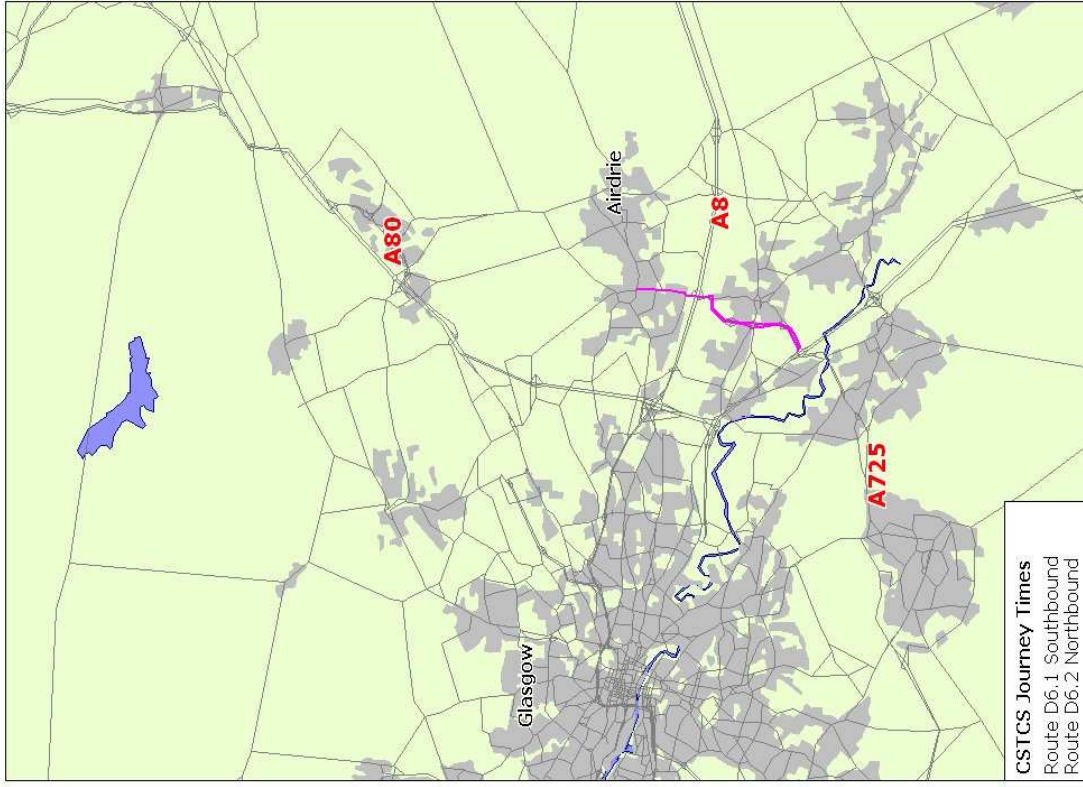 A80
Airdrie
A8
Glasgow
A725
CSTCS Journey Times
Route D6.1 Southbound
Route D6.2 Northbound